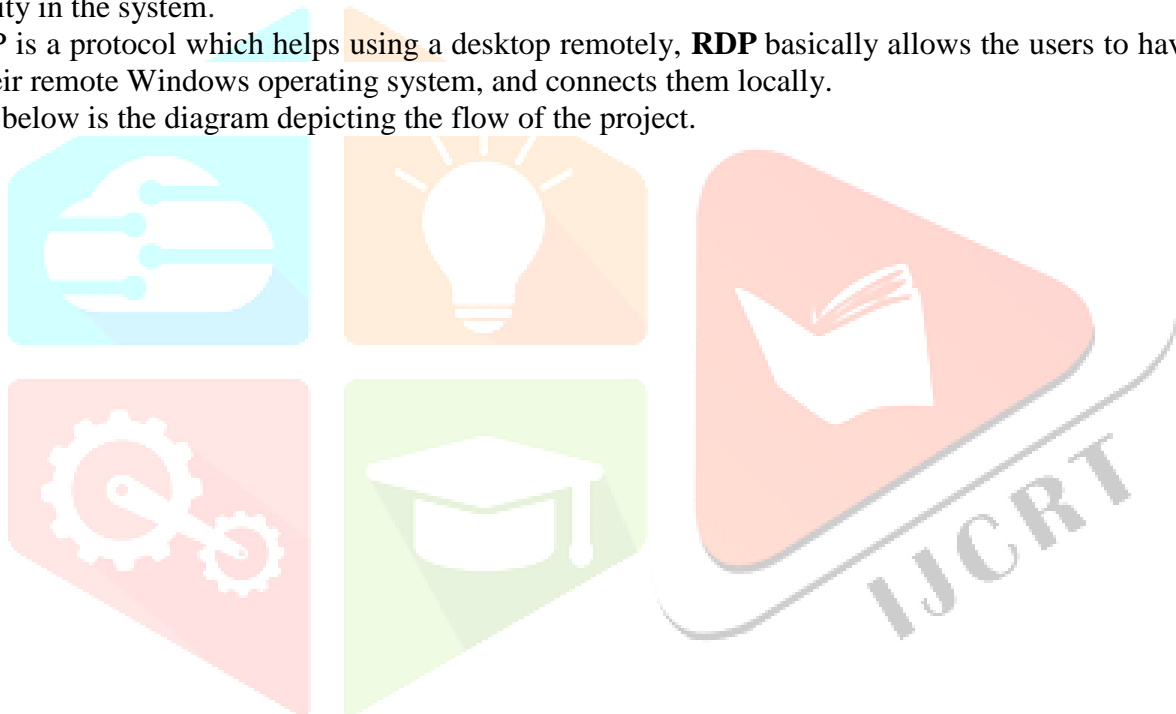 ity in the system.
P is a protocol which helps using a desktop remotely, RDP basically allows the users to hav
eir remote Windows operating system, and connects them locally.
below is the diagram depicting the flow of the project.
IJCRT